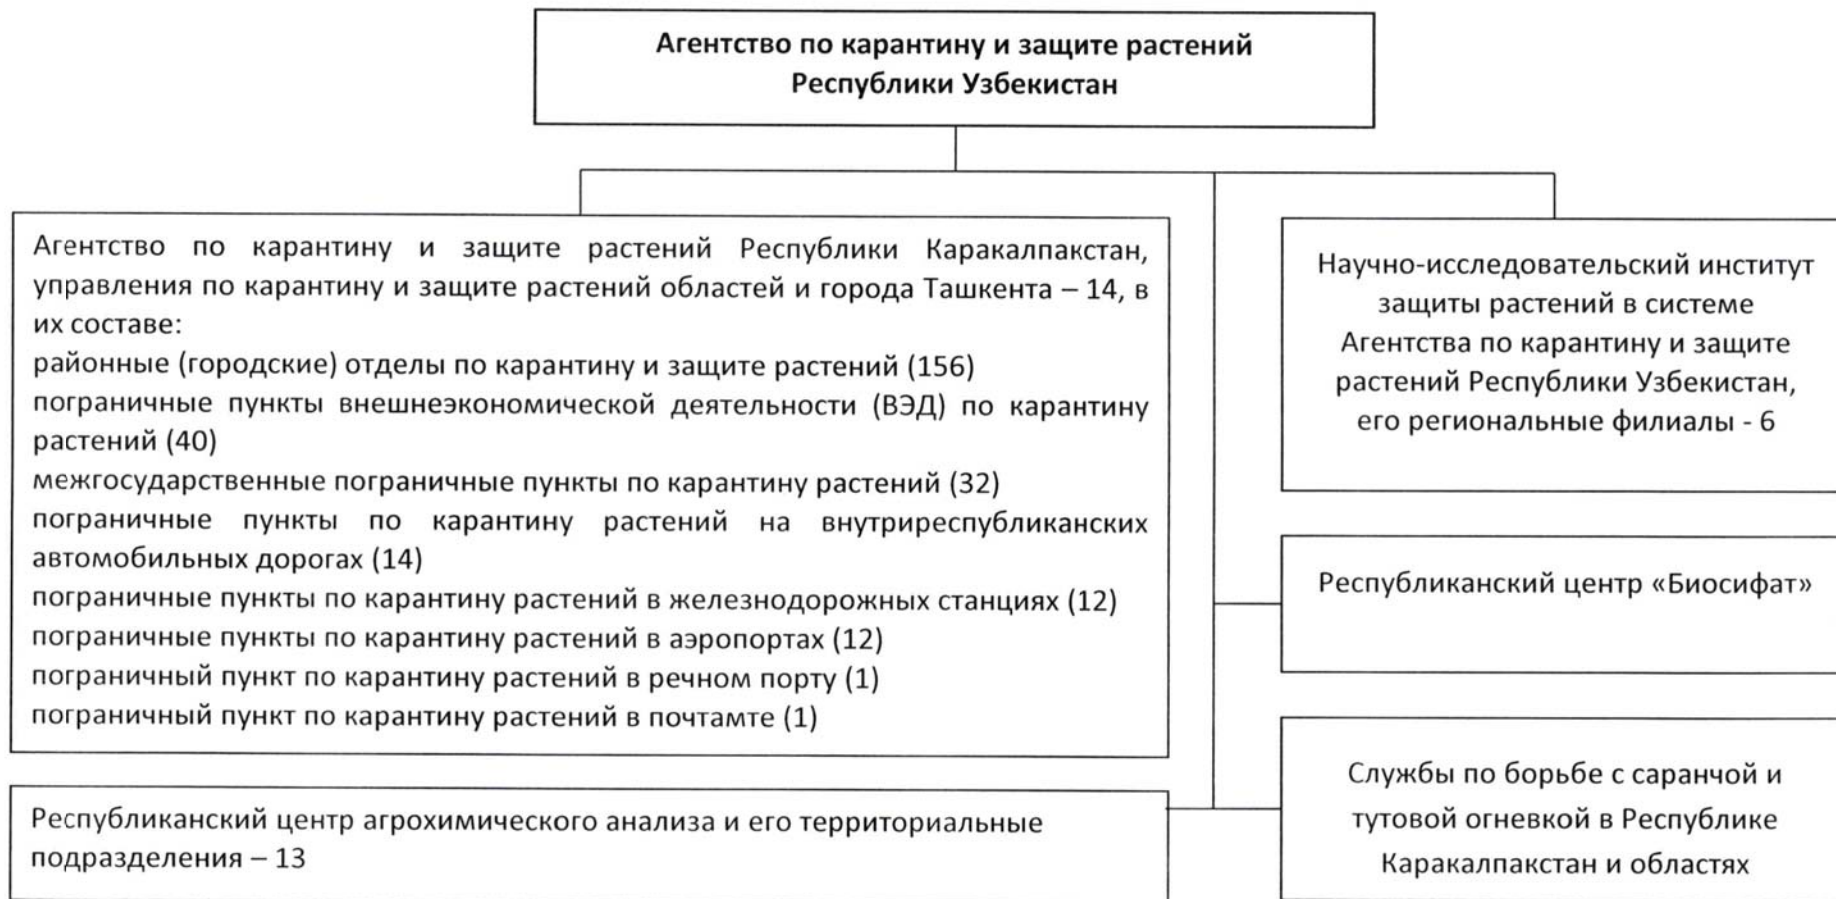 Агентство по карантину и защите растений
Республики Узбекистан
Агентство по карантину и защите растений Республики Каракалпакстан,
управления по карантину и защите растений областей и города Ташкента – 14, в
их составе:
районные (городские) отделы по карантину и защите растений (156)
пограничные пункты внешнеэкономической деятельности (ВЭД) по карантину
растений (40)
межгосударственные пограничные пункты по карантину растений (32)
пограничные пункты по карантину растений на внутриреспубликанских
автомобильных дорогах (14)
пограничные пункты по карантину растений в железнодорожных станциях (12)
пограничные пункты по карантину растений в аэропортах (12)
пограничный пункт по карантину растений в речном порту (1)
пограничный пункт по карантину растений в почтамте (1)
Республиканский центр агрохимического анализа и его территориальные
подразделения – 13
Научно-исследовательский институт
защиты растений в системе
Агентства по карантину и защите
растений Республики Узбекистан,
его региональные филиалы - 6
Республиканский центр «Биосифат»
Службы по борьбе с саранчой и
тутовой огневкой в Республике
Каракалпакстан и областях